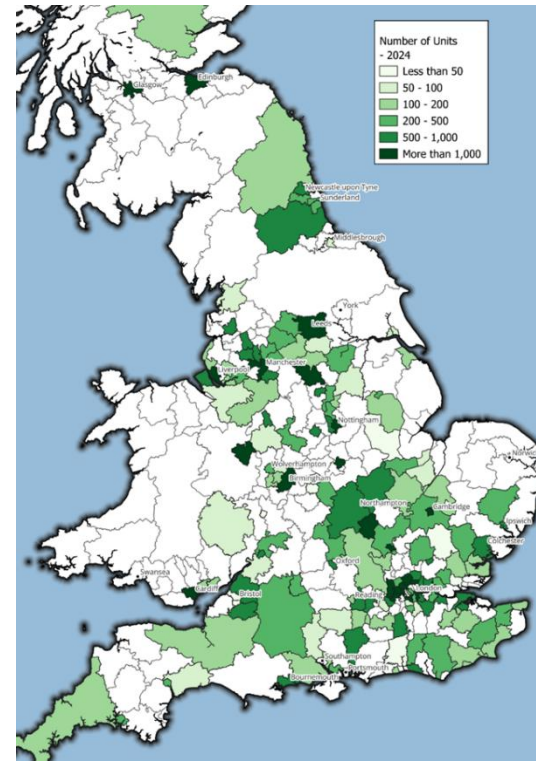 Number of Units
- 2024
Less than 50
50 - 100
100 - 200
200 - 500
500 - 1,000
More than 1,000
Edinburgh
Glasgow
Newcastle upon Tyne
Sunderland
Middlesbrough
York
Leeds
Manchester
Liverpool
Nottingham
Norwic
Wolverhampton
Birmingham
Northampton
Cambridge
Ipswich
Colchester
Oxford
Swansea
Cardiff
Bristol
Reading
London
Southampton
Portsmouth
Bournemouth